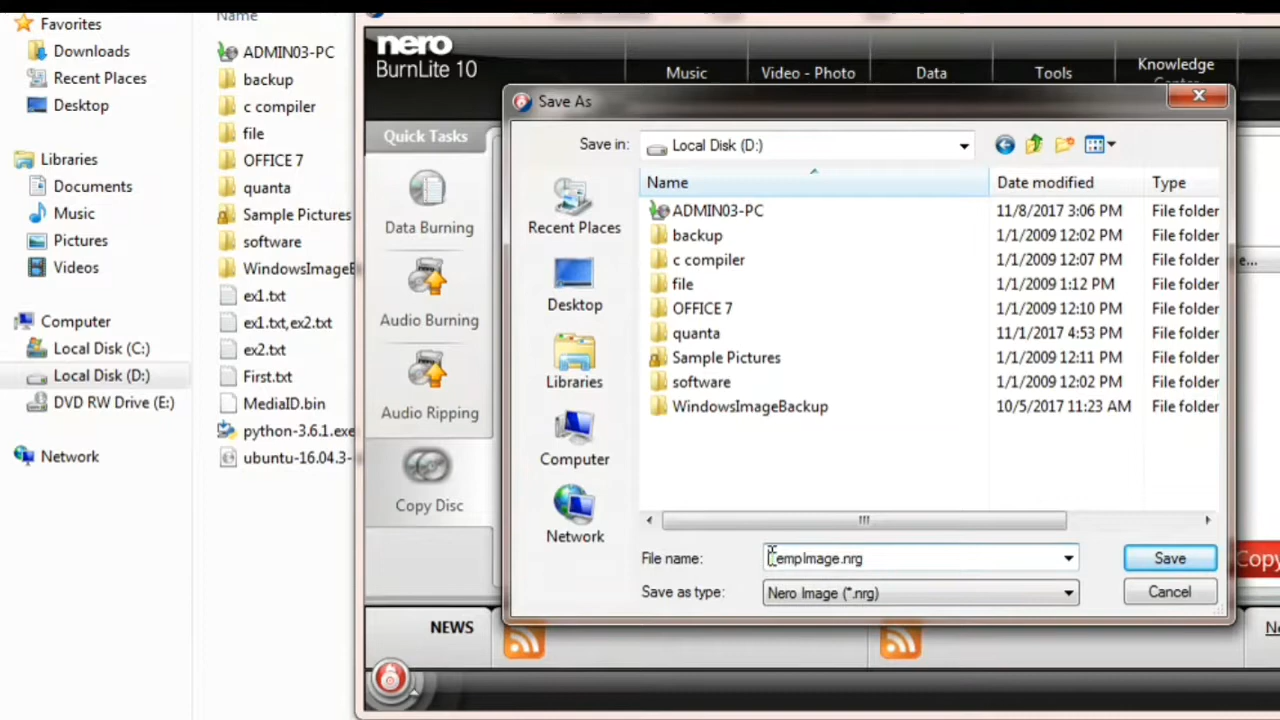 Name
Favorites
Downloads
Recent Places
Desktop
Libraries
Documents
Music
Pictures
Videos
Computer
Local Disk (C:)
Local Disk (D:)
DVD RW Drive (E:)
Network
ADMIN03-PC
backup
c compiler
file
OFFICE 7
quanta
Sample Pictures
software
WindowsImageB
ex1.txt
ex1.txt,ex2.txt
ex2.txt
First.txt
MediaID.bin
python-3.6.1.exe
ubuntu-16.04.3-
nero
BurnLite 10
Music
Video - Photo
Data
Tools
Knowledge
Center
Quick Tasks
Data Burning
Audio Burning
Audio Ripping
Copy Disc
Save As
Save in:
Local Disk (D:)
Recent Places
Desktop
Libraries
Computer
Network
Name Date modified Type
ADMIN03-PC 11/8/2017 3:06 PM File folder
backup 1/1/2009 12:02 PM File folder
c compiler 1/1/2009 12:07 PM File folder
file 1/1/2009 1:12 PM File folder
OFFICE 7 1/1/2009 12:10 PM File folder
quanta 11/1/2017 4:53 PM File folder
Sample Pictures 1/1/2009 12:11 PM File folder
software 1/1/2009 12:02 PM File folder
WindowsImageBackup 10/5/2017 11:23 AM File folder
File name: TempImage.nrg Save
Save as type: Nero Image (*.nrg) Cancel
e...
Copy
NEWS
Ne